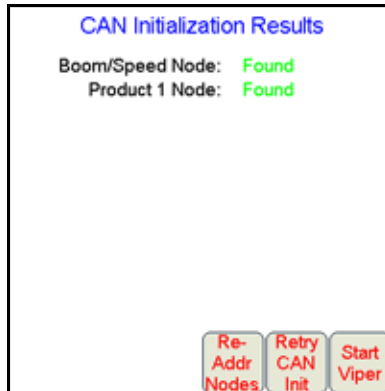 CAN Initialization Results
Boom/Speed Node: Found
Product 1 Node: Found
Re-
Addr
Nodes
Retry
CAN
Init
Start
Viper